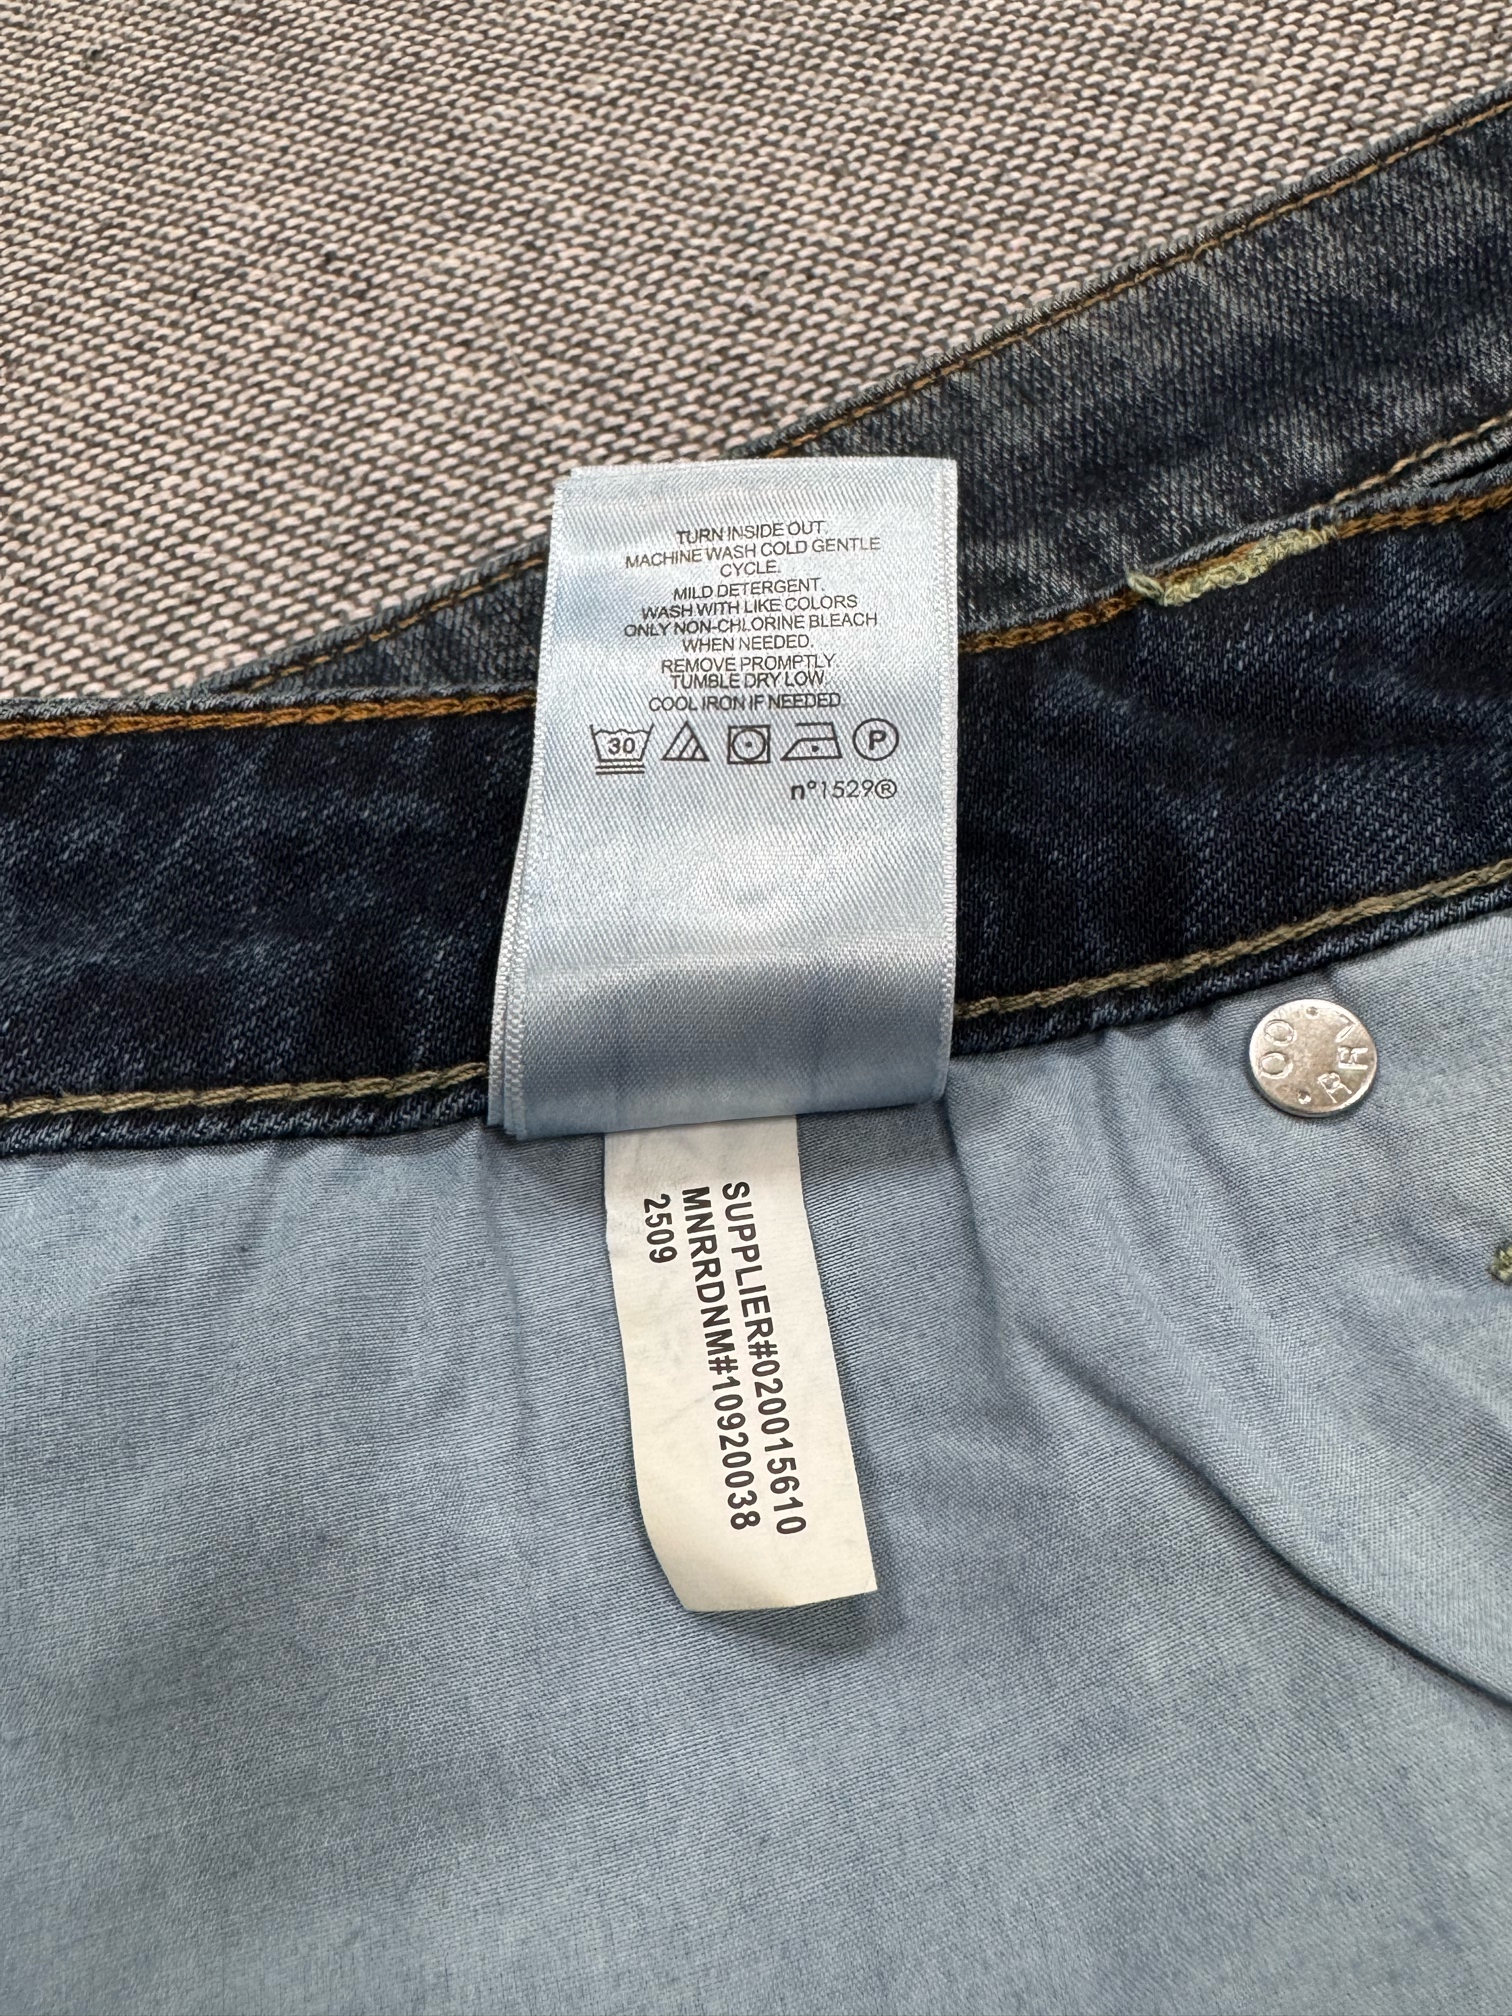 TURN INSIDE OUT.
MACHINE WASH COLD GENTLE
CYCLE.
MILD DETERGENT.
WASH WITH LIKE COLORS
ONLY NON-CHLORINE BLEACH
WHEN NEEDED.
REMOVE PROMPTLY.
TUMBLE DRY LOW.
COOL IRON IF NEEDED.
30 P
n°1529®
SUPPLIER#020015610
MNRRDNM#10920038
2509